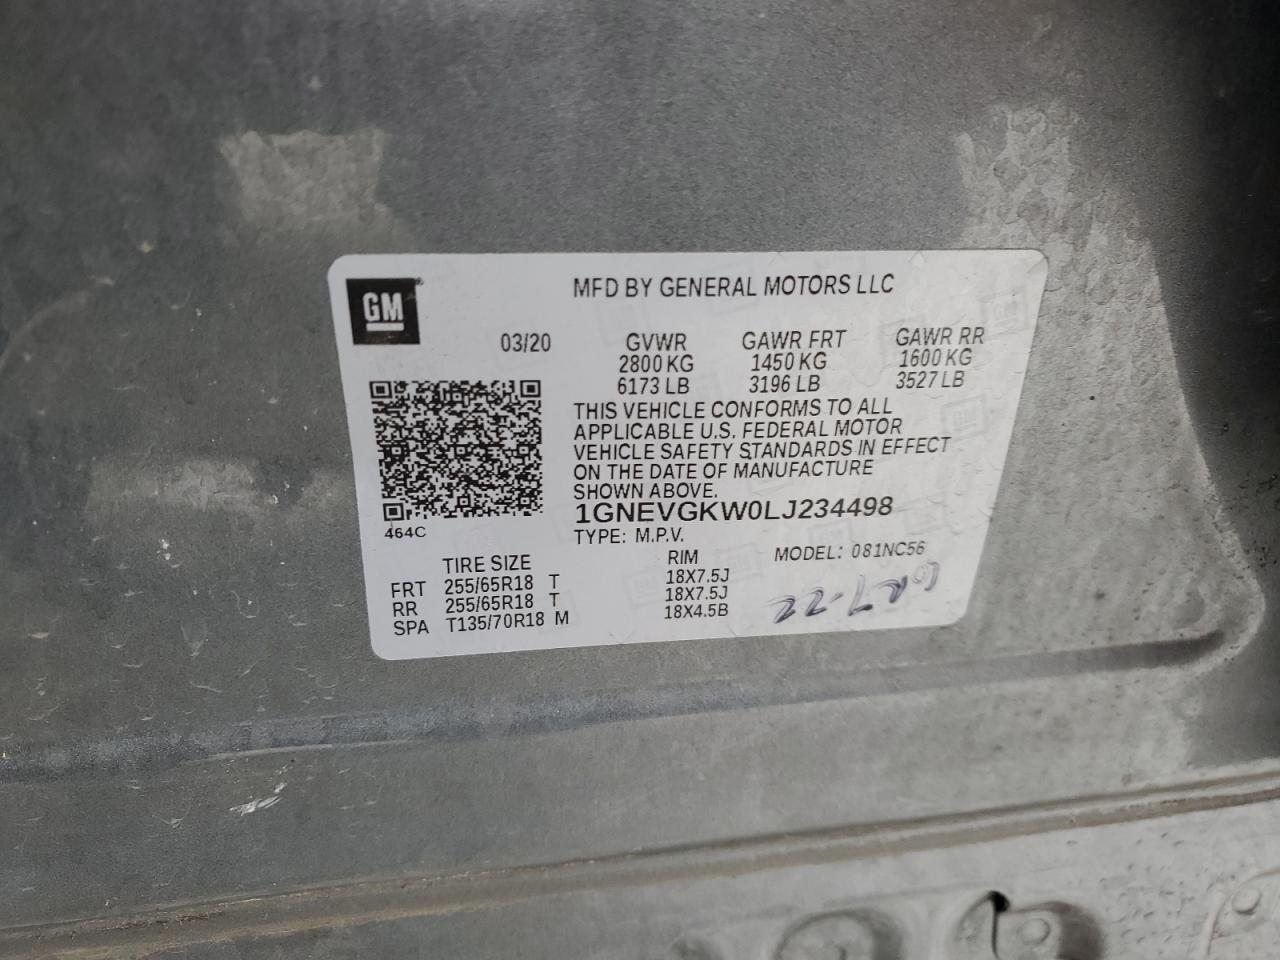 GM
MFD BY GENERAL MOTORS LLC
03/20 GVWR GAWR FRT GAWR RR
2800 KG 1450 KG 1600 KG
6173 LB 3196 LB 3527 LB
THIS VEHICLE CONFORMS TO ALL
APPLICABLE U.S. FEDERAL MOTOR
VEHICLE SAFETY STANDARDS IN EFFECT
ON THE DATE OF MANUFACTURE
SHOWN ABOVE.
1GNEVGKW0LJ234498
464C
TYPE: M.P.V. MODEL: 081NC56
TIRE SIZE RIM
FRT 255/65R18 T 18X7.5J
RR 255/65R18 T 18X7.5J
SPA T135/70R18 M 18X4.5B